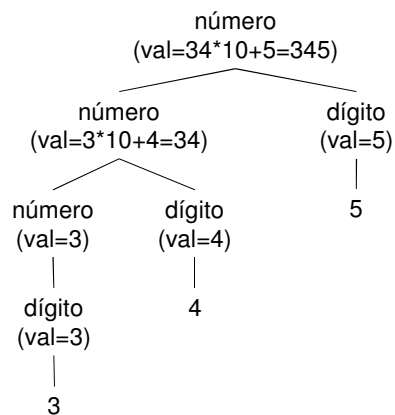 número
(val=34*10+5=345)
número
(val=3*10+4=34)
dígito
(val=5)
número
(val=3)
dígito
(val=4)
5
dígito
(val=3)
4
3